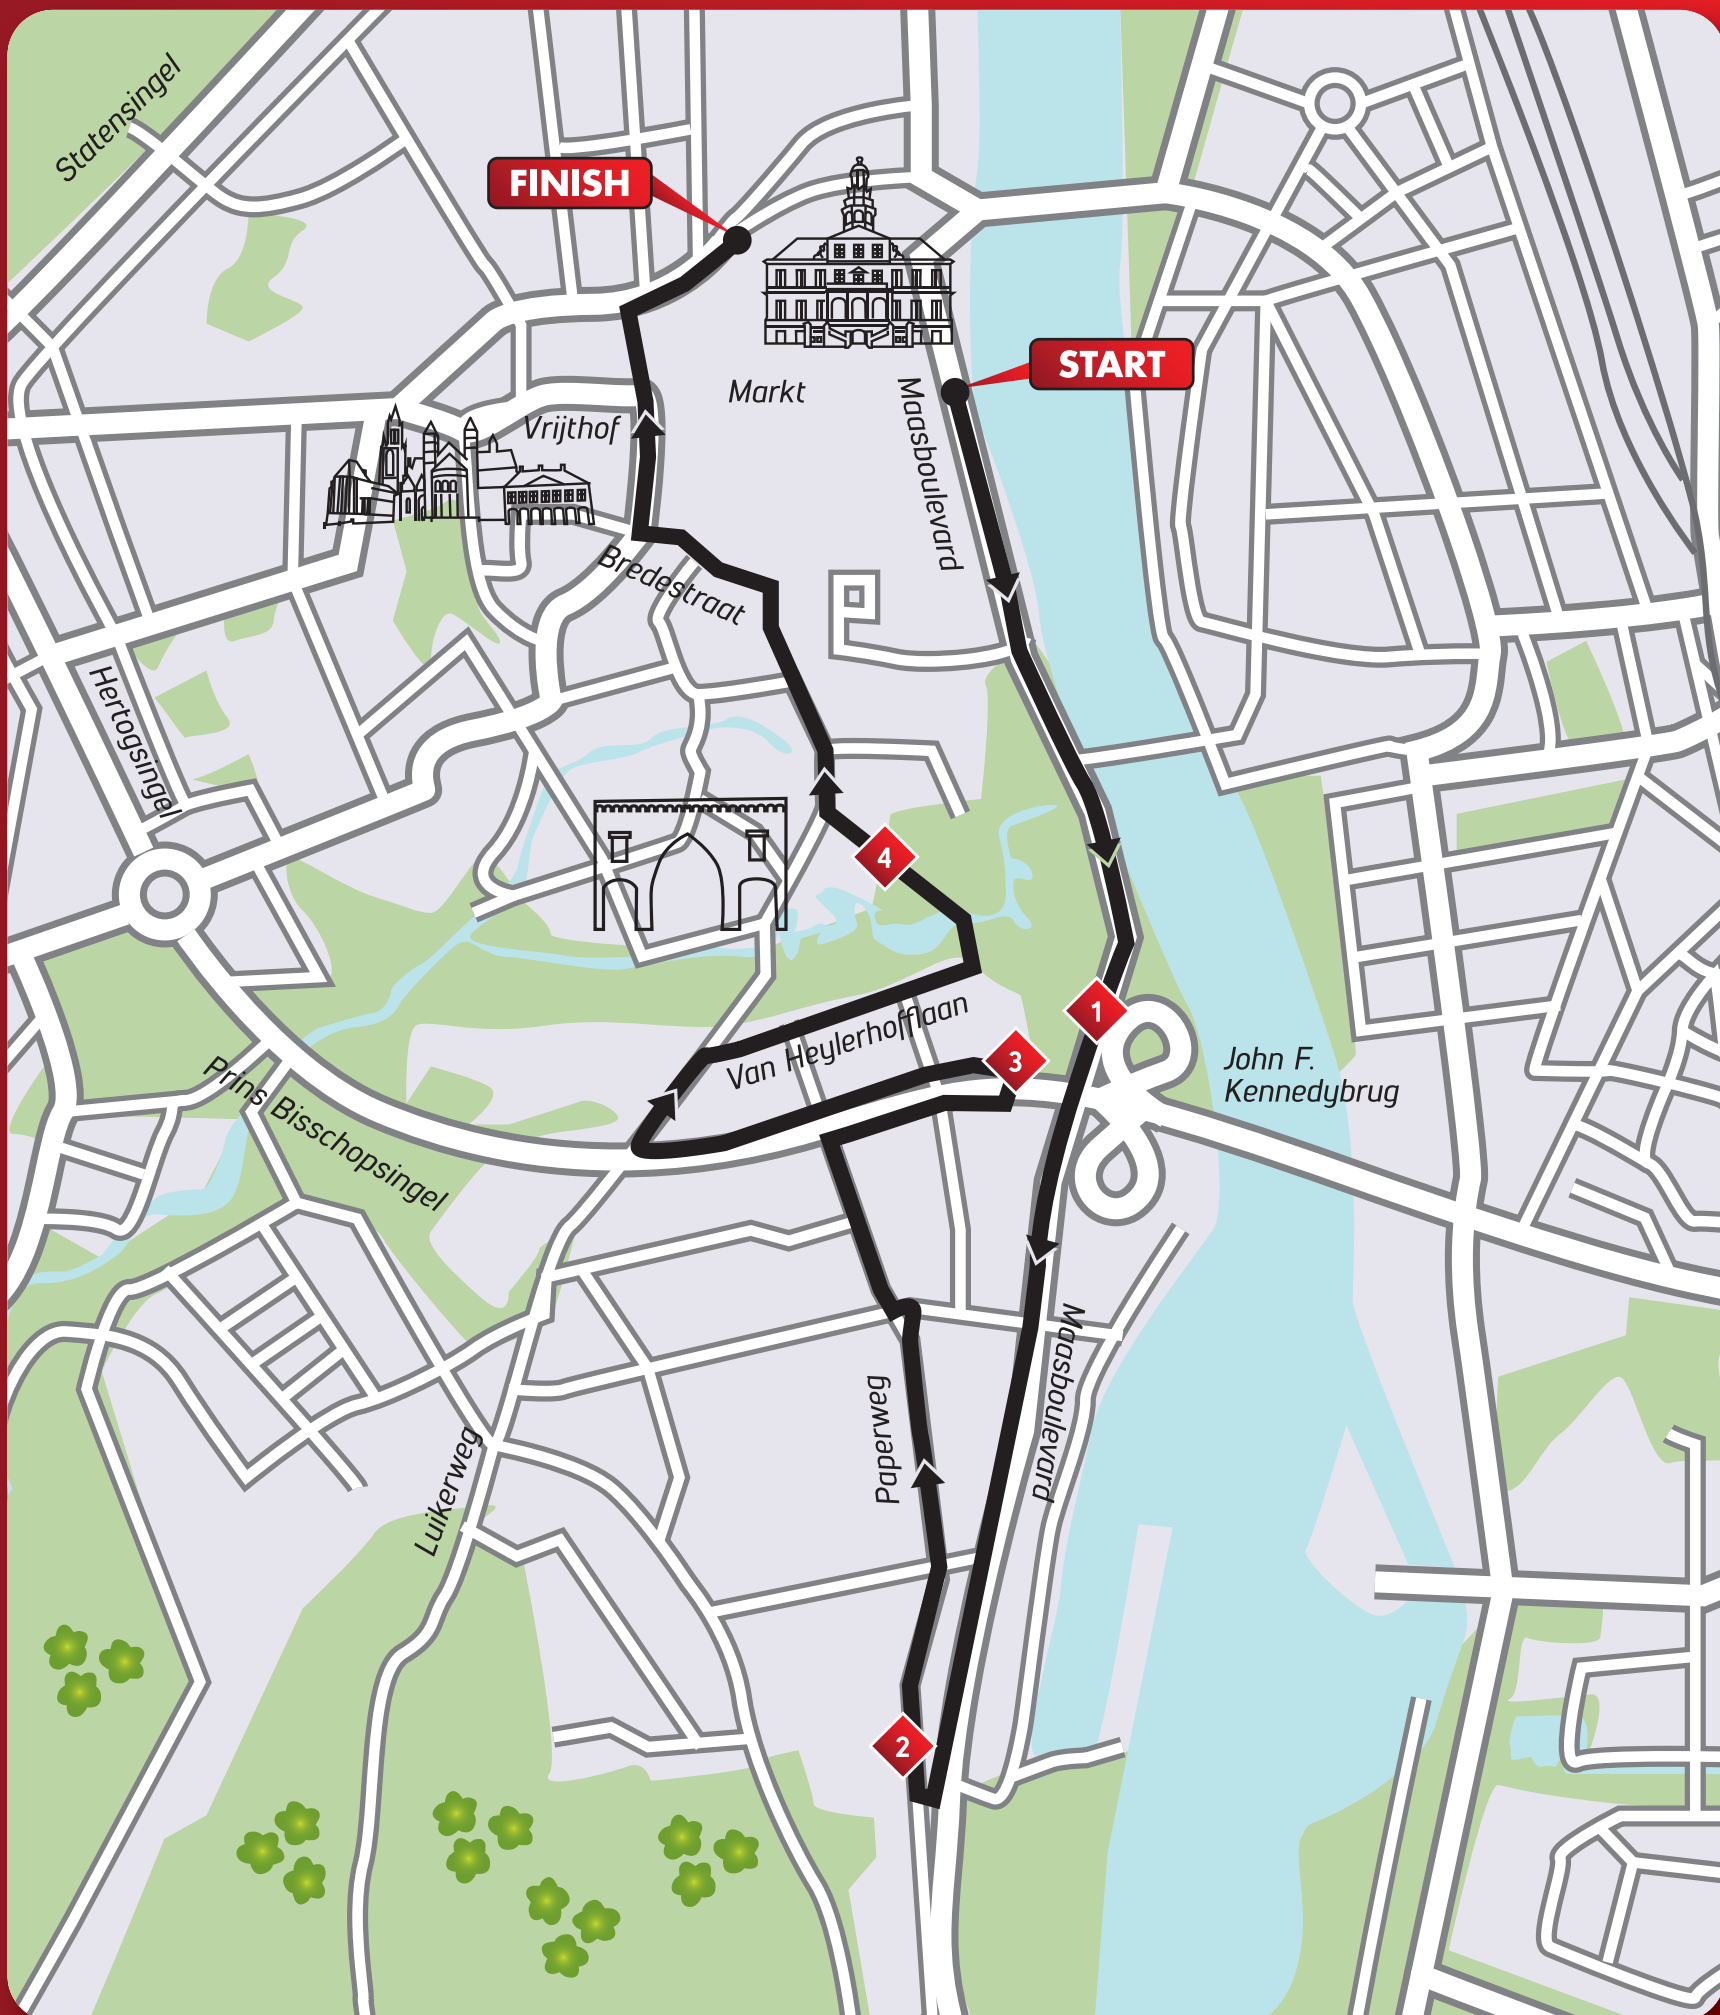 Statensingel
FINISH
START
Markt
Maasboulevard
Vrijthof
Bredestraat
Hertogsingel
4
1
Van Heylerhofflaan
3
John F.
Kennedybrug
Prins Bisschopsingel
Maasboulevard
Paperweg
Luikerweg
2